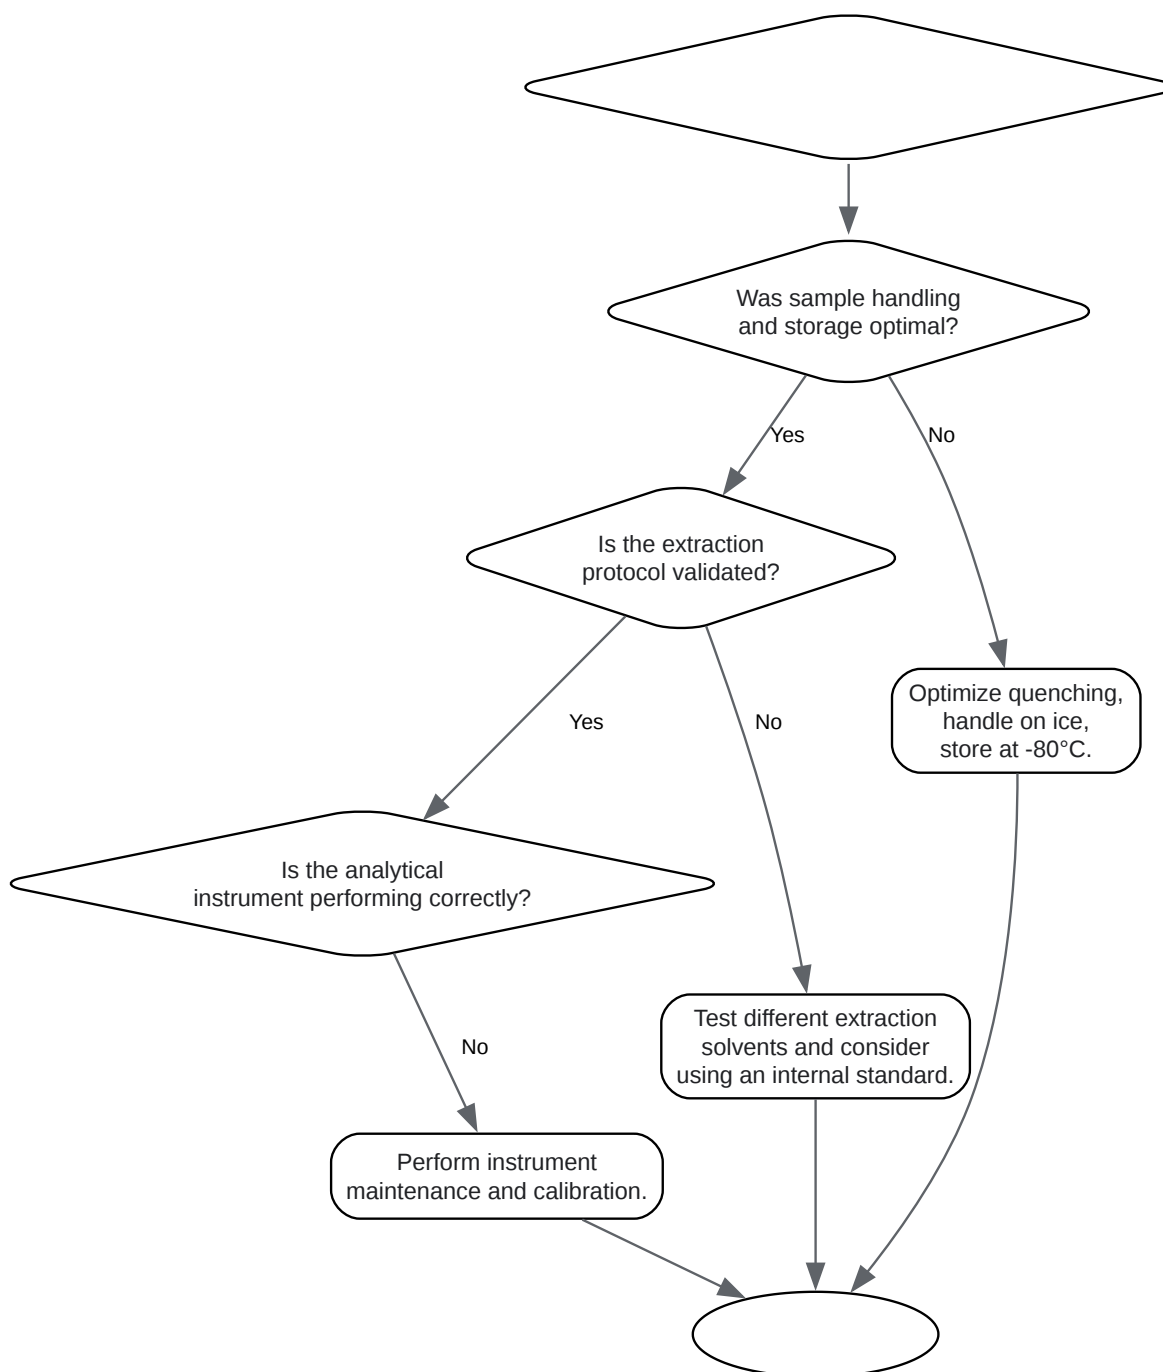 Was sample handling
and storage optimal?
Yes
No
Is the extraction
protocol validated?
Yes
No
Optimize quenching,
handle on ice,
store at -80°C.
Is the analytical
instrument performing correctly?
No
Test different extraction
solvents and consider
using an internal standard.
Perform instrument
maintenance and calibration.